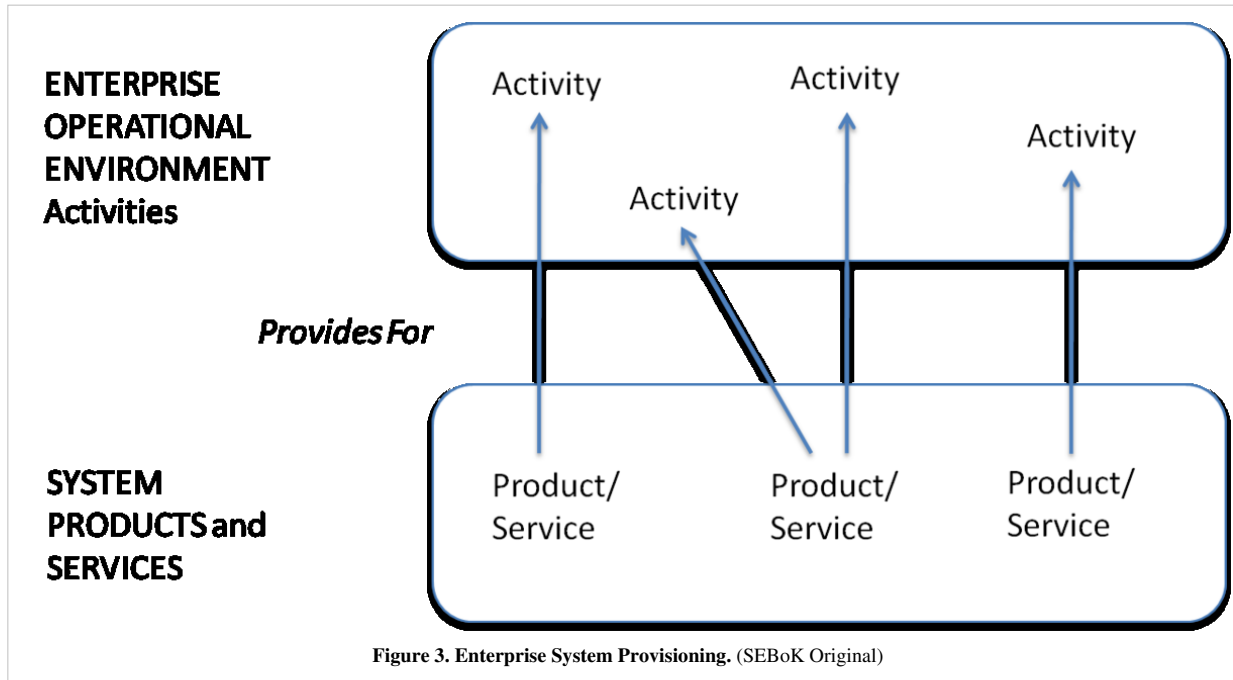 ENTERPRISE
OPERATIONAL
ENVIRONMENT
Activities
Activity
Activity
Activity
Activity
Provides For
SYSTEM
PRODUCTS and
SERVICES
Product/
Service
Product/
Service
Product/
Service
Figure 3. Enterprise System Provisioning. (SEBoK Original)